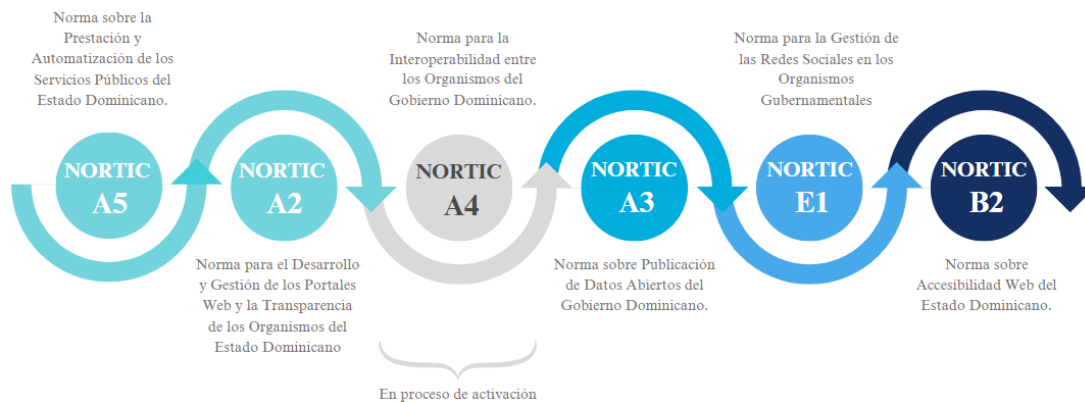 Norma sobre la
Prestación y
Automatización de los
Servicios Públicos del
Estado Dominicano.
NORTIC
A5
NORTIC
A2
Norma para el Desarrollo
y Gestión de los Portales
Web y la Transparencia
de los Organismos del
Estado Dominicano
Norma para la
Interoperabilidad entre
los Organismos del
Gobierno Dominicano.
NORTIC
A4
En proceso de activación
NORTIC
A3
Norma sobre Publicación
de Datos Abiertos del
Gobierno Dominicano.
Norma para la Gestión de
las Redes Sociales en los
Organismos
Gubernamentales
NORTIC
E1
NORTIC
B2
Norma sobre
Accesibilidad Web del
Estado Dominicano.